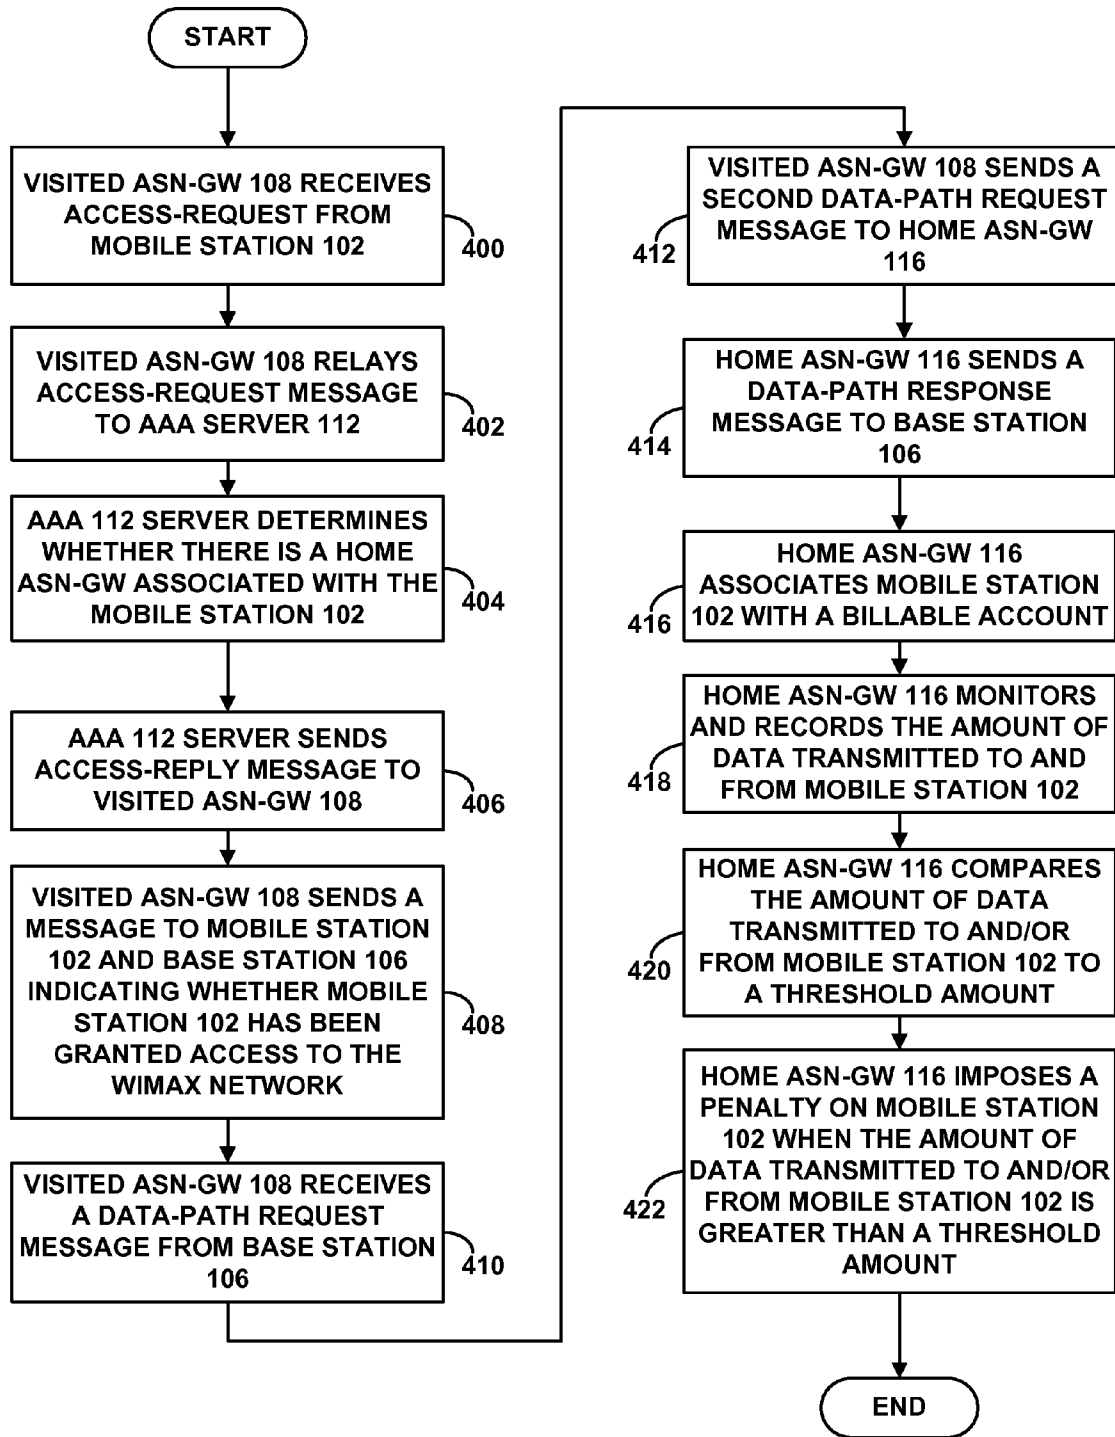 START
VISITED ASN-GW 108 RECEIVES
ACCESS-REQUEST FROM
MOBILE STATION 102
400
VISITED ASN-GW 108 RELAYS
ACCESS-REQUEST MESSAGE
TO AAA SERVER 112
402
AAA 112 SERVER DETERMINES
WHETHER THERE IS A HOME
ASN-GW ASSOCIATED WITH THE
MOBILE STATION 102
404
AAA 112 SERVER SENDS
ACCESS-REPLY MESSAGE TO
VISITED ASN-GW 108
406
VISITED ASN-GW 108 SENDS A
MESSAGE TO MOBILE STATION
102 AND BASE STATION 106
INDICATING WHETHER MOBILE
STATION 102 HAS BEEN
GRANTED ACCESS TO THE
WIMAX NETWORK
408
VISITED ASN-GW 108 RECEIVES
A DATA-PATH REQUEST
MESSAGE FROM BASE STATION
106
410
VISITED ASN-GW 108 SENDS A
SECOND DATA-PATH REQUEST
MESSAGE TO HOME ASN-GW
116
412
HOME ASN-GW 116 SENDS A
DATA-PATH RESPONSE
MESSAGE TO BASE STATION
106
414
HOME ASN-GW 116
ASSOCIATES MOBILE STATION
102 WITH A BILLABLE ACCOUNT
416
HOME ASN-GW 116 MONITORS
AND RECORDS THE AMOUNT OF
DATA TRANSMITTED TO AND
FROM MOBILE STATION 102
418
HOME ASN-GW 116 COMPARES
THE AMOUNT OF DATA
TRANSMITTED TO AND/OR
FROM MOBILE STATION 102 TO
A THRESHOLD AMOUNT
420
HOME ASN-GW 116 IMPOSES A
PENALTY ON MOBILE STATION
102 WHEN THE AMOUNT OF
DATA TRANSMITTED TO AND/OR
FROM MOBILE STATION 102 IS
GREATER THAN A THRESHOLD
AMOUNT
422
END